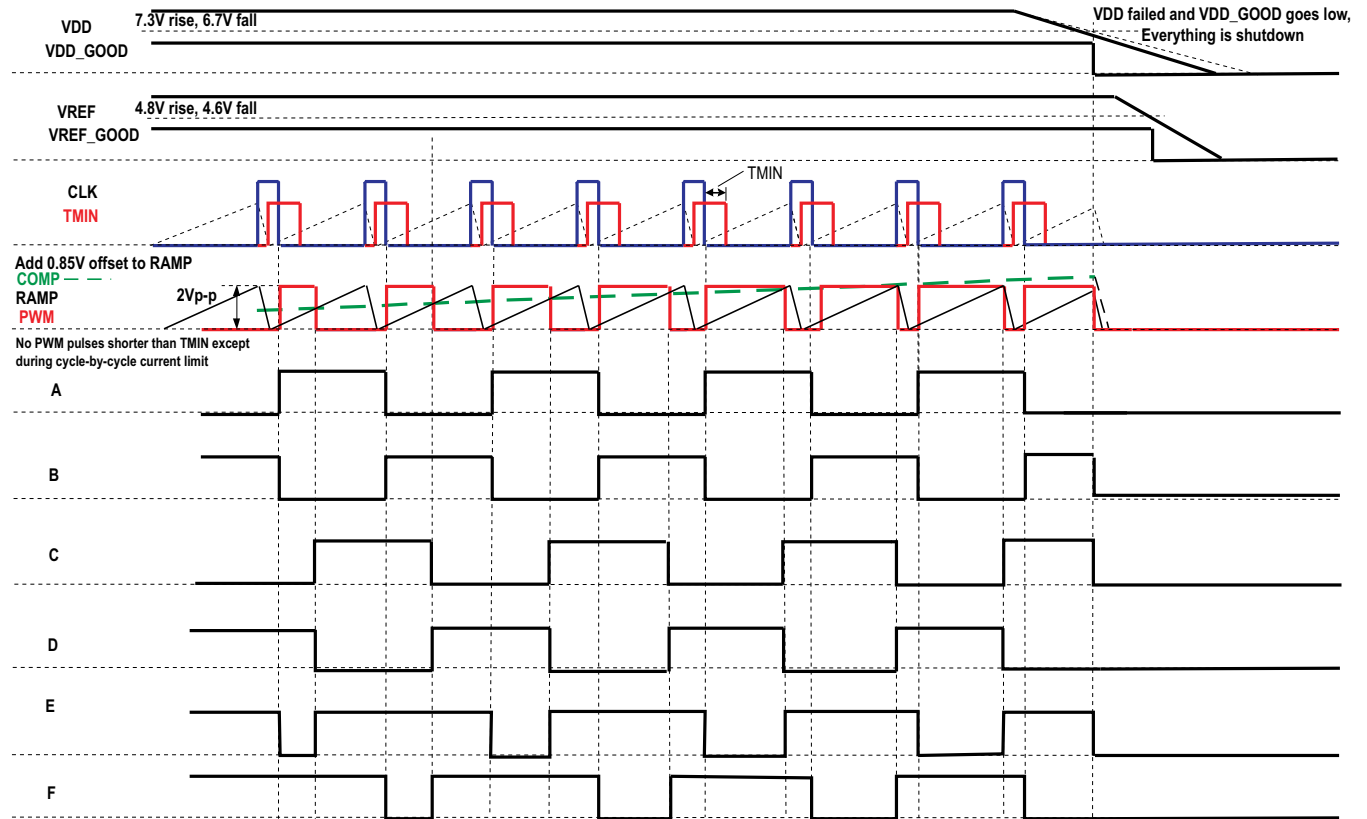 VDD
7.3V rise, 6.7V fall
VDD failed and VDD_GOOD goes low,
Everything is shutdown
VDD_GOOD
VREF
4.8V rise, 4.6V fall
VREF_GOOD
CLK
TMIN
TMIN
Add 0.85V offset to RAMP
COMP
RAMP
2Vp-p
PWM
No PWM pulses shorter than TMIN except
during cycle-by-cycle current limit
A
B
C
D
E
F